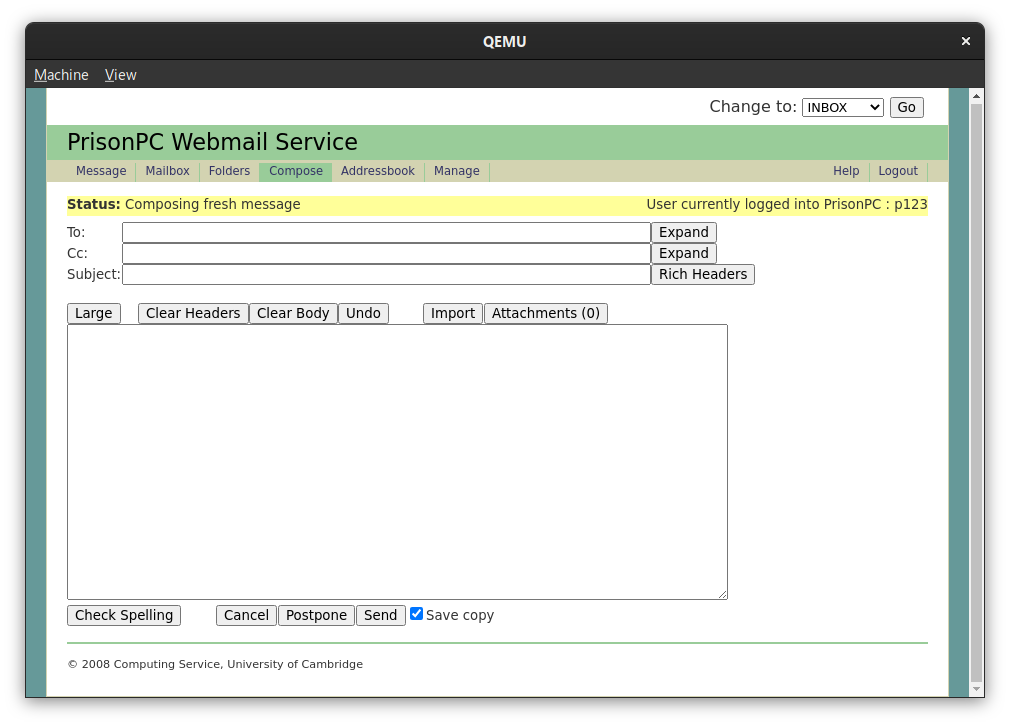 QEMU ×
Machine View
Change to: INBOX Go
PrisonPC Webmail Service
Message Mailbox Folders Compose Addressbook Manage Help Logout
Status: Composing fresh message User currently logged into PrisonPC : p123
To: Expand
Cc: Expand
Subject: Rich Headers
Large Clear Headers Clear Body Undo Import Attachments (0)
Check Spelling Cancel Postpone Send Save copy
© 2008 Computing Service, University of Cambridge